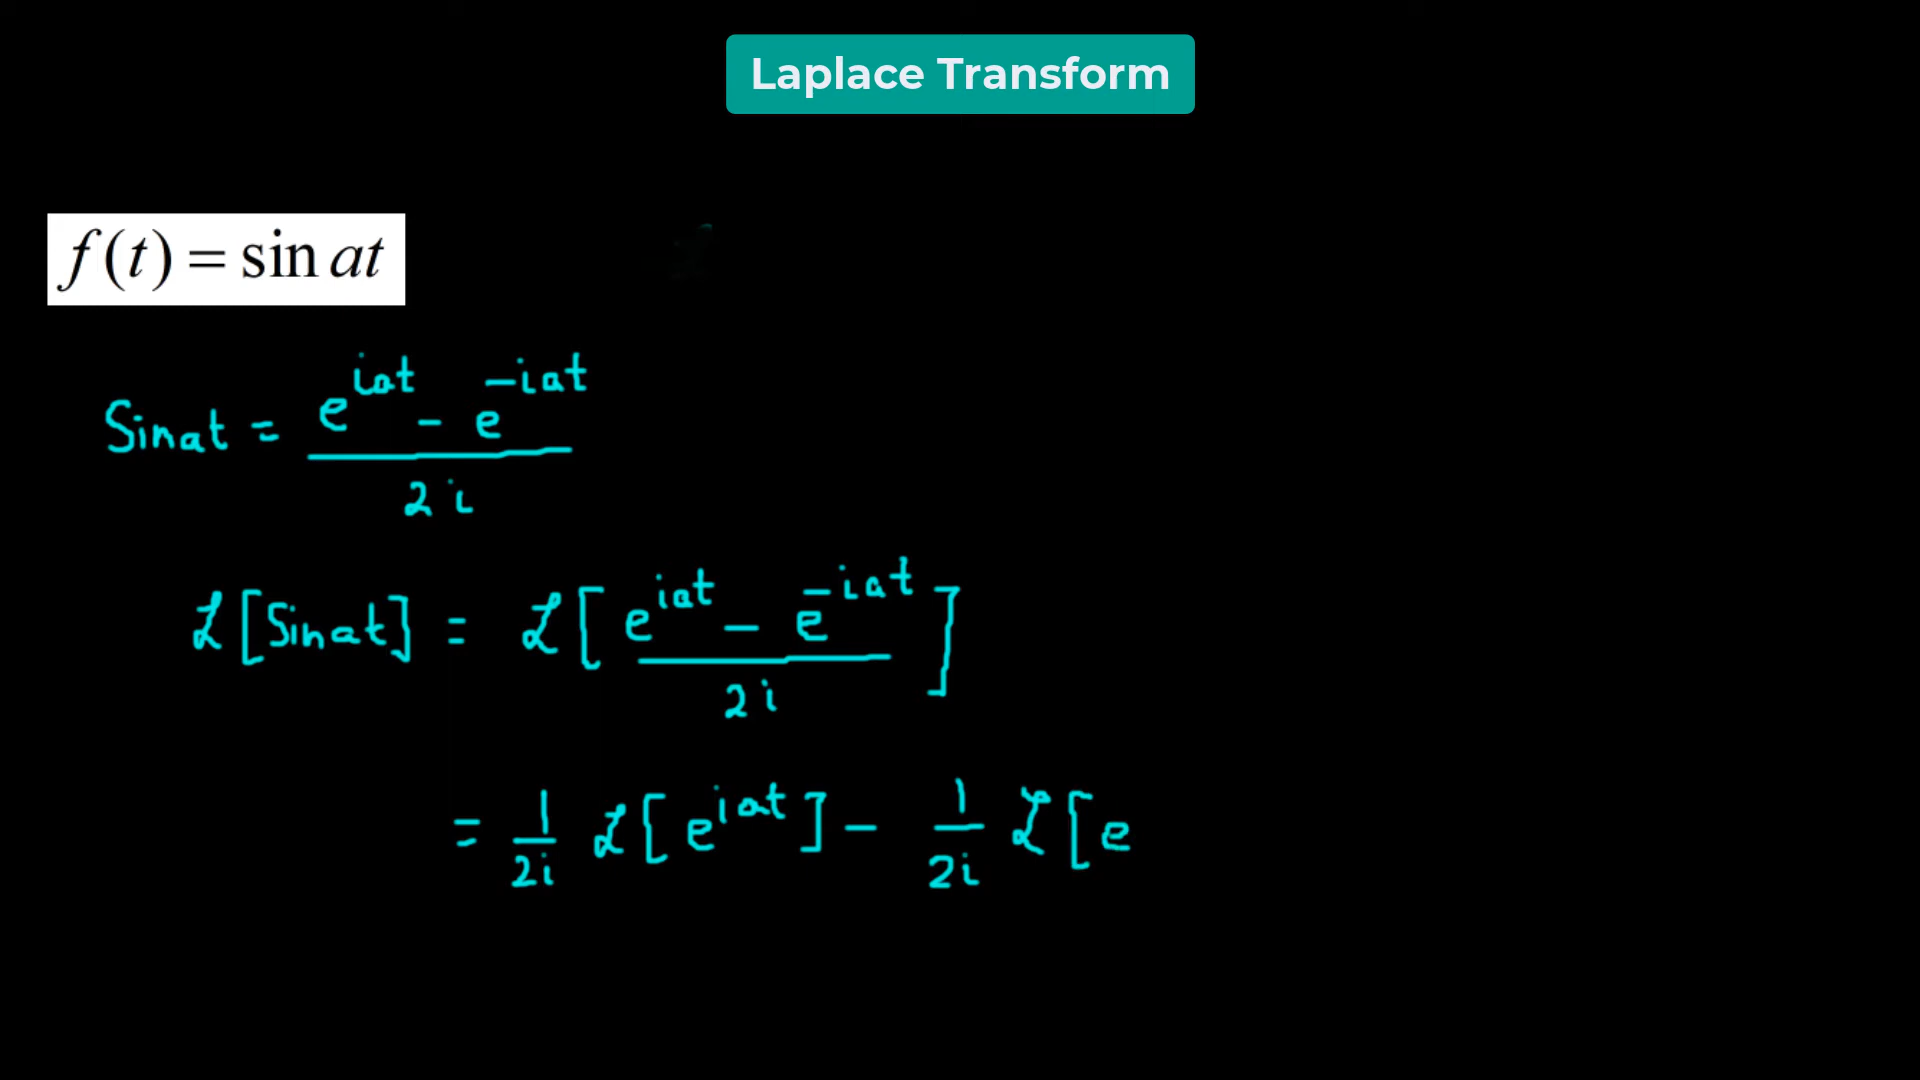 Laplace Transform
f(t) = sin at
Sinat = e^{iat} - e^{-iat} / 2i
ℒ[Sinat] = ℒ[e^{iat} - e^{-iat} / 2i]
= 1/2i ℒ[e^{iat}] - 1/2i ℒ[e